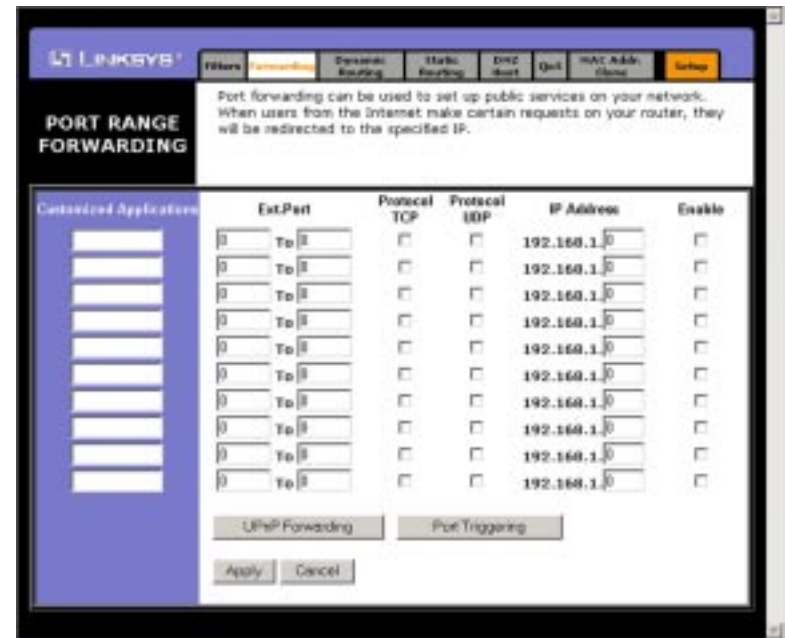 LINKSYS®
Filters Forwarding Dynamic Routing Static Routing DMZ Host QoS MAC Addr. Clone Setup
PORT RANGE
FORWARDING
Port forwarding can be used to set up public services on your network.
When users from the Internet make certain requests on your router, they
will be redirected to the specified IP.
Customized Applications Ext.Port Protocol TCP Protocol UDP IP Address Enable
0 To 0 192.168.1.0
0 To 0 192.168.1.0
0 To 0 192.168.1.0
0 To 0 192.168.1.0
0 To 0 192.168.1.0
0 To 0 192.168.1.0
0 To 0 192.168.1.0
0 To 0 192.168.1.0
0 To 0 192.168.1.0
0 To 0 192.168.1.0
UPnP Forwarding Port Triggering
Apply Cancel